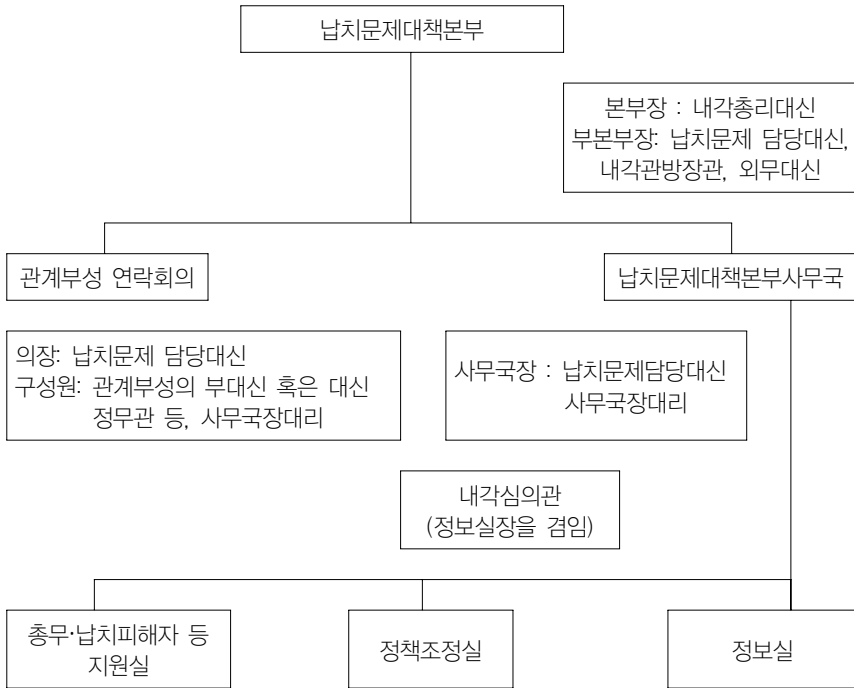 납치문제대책본부
본부장 : 내각총리대신
부본부장: 납치문제 담당대신,
내각관방장관, 외무대신
관계부성 연락회의
납치문제대책본부사무국
의장: 납치문제 담당대신
구성원: 관계부성의 부대신 혹은 대신
정무관 등, 사무국장대리
사무국장 : 납치문제담당대신
사무국장대리
내각심의관
(정보실장을 겸임)
총무·납치피해자 등
지원실
정책조정실
정보실